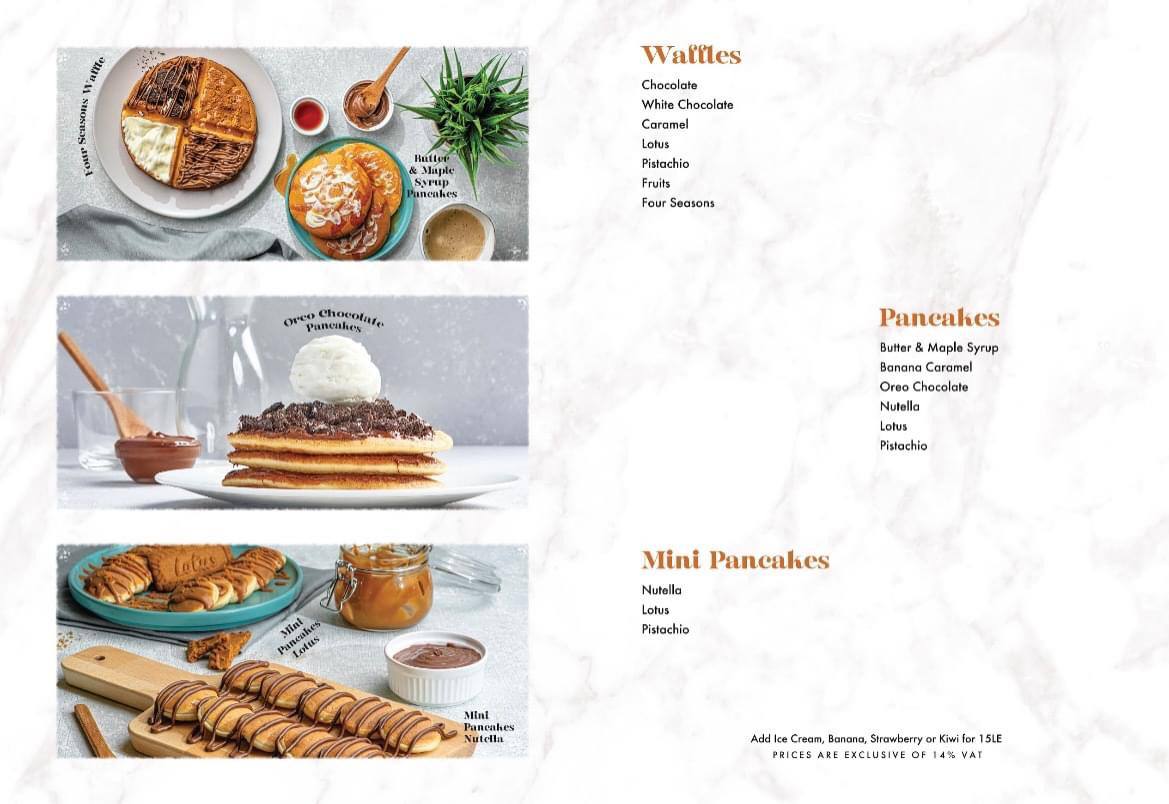 Four Seasons Waffle
Butter
& Maple
Syrup
Pancakes
Oreo Chocolate
Pancakes
Lotus
Mini
Pancakes
Lotus
Mini
Pancakes
Nutella
Waffles
Chocolate
White Chocolate
Caramel
Lotus
Pistachio
Fruits
Four Seasons
Pancakes
Butter & Maple Syrup
Banana Caramel
Oreo Chocolate
Nutella
Lotus
Pistachio
Mini Pancakes
Nutella
Lotus
Pistachio
Add Ice Cream, Banana, Strawberry or Kiwi for 15LE
PRICES ARE EXCLUSIVE OF 14% VAT